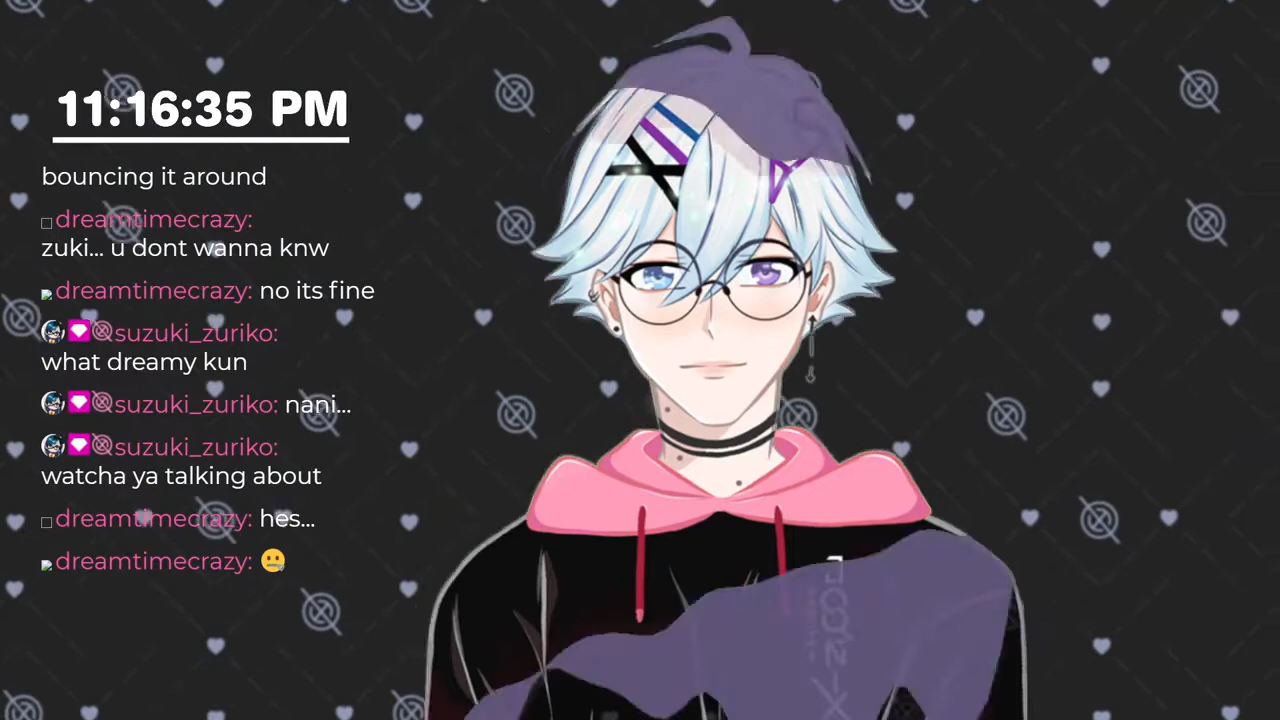 11:16:35 PM
bouncing it around
dreamtimecrazy:
zuki... u dont wanna knw
dreamtimecrazy: no its fine
suzuki_zuriko:
what dreamy kun
suzuki_zuriko: nani...
suzuki_zuriko:
watcha ya talking about
dreamtimecrazy: hes...
dreamtimecrazy: 🤐